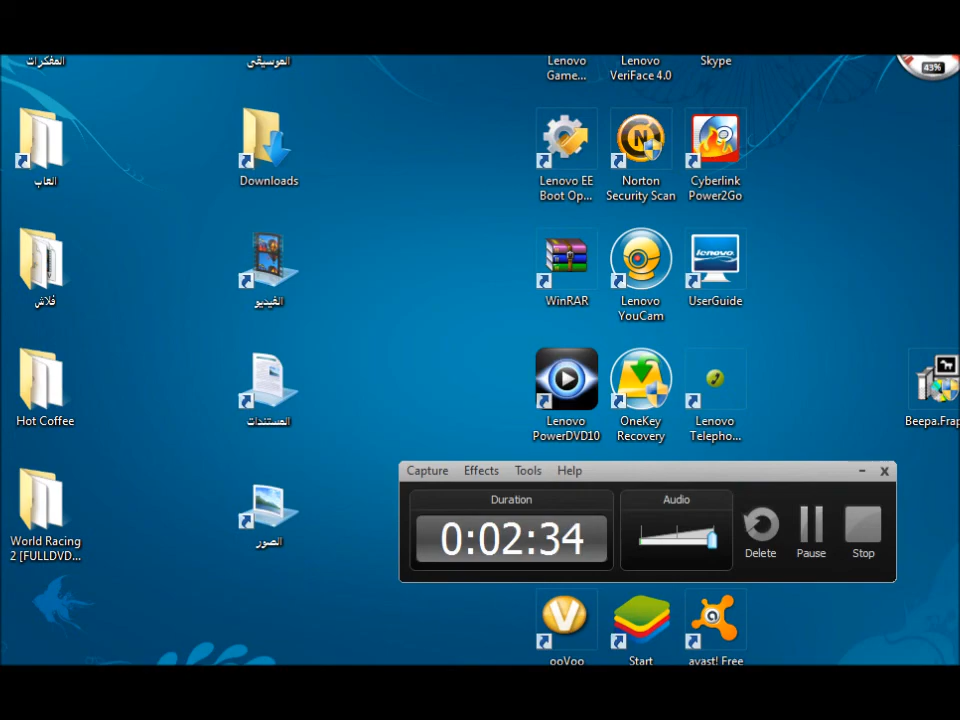 المفكرات
الموسيقى
Lenovo
Game...
Lenovo
VeriFace 4.0
Skype
43%
العاب
Downloads
Lenovo EE
Boot Op...
Norton
Security Scan
Cyberlink
Power2Go
فلاش
الفيديو
WinRAR
Lenovo
YouCam
lenovo
UserGuide
Hot Coffee
المستندات
Lenovo
PowerDVD10
OneKey
Recovery
Lenovo
Telepho...
Beepa.Frap
Capture Effects Tools Help
Duration
Audio
0:02:34
Delete
Pause
Stop
World Racing
2 [FULLDVD...
الصور
ooVoo
Start
avast! Free